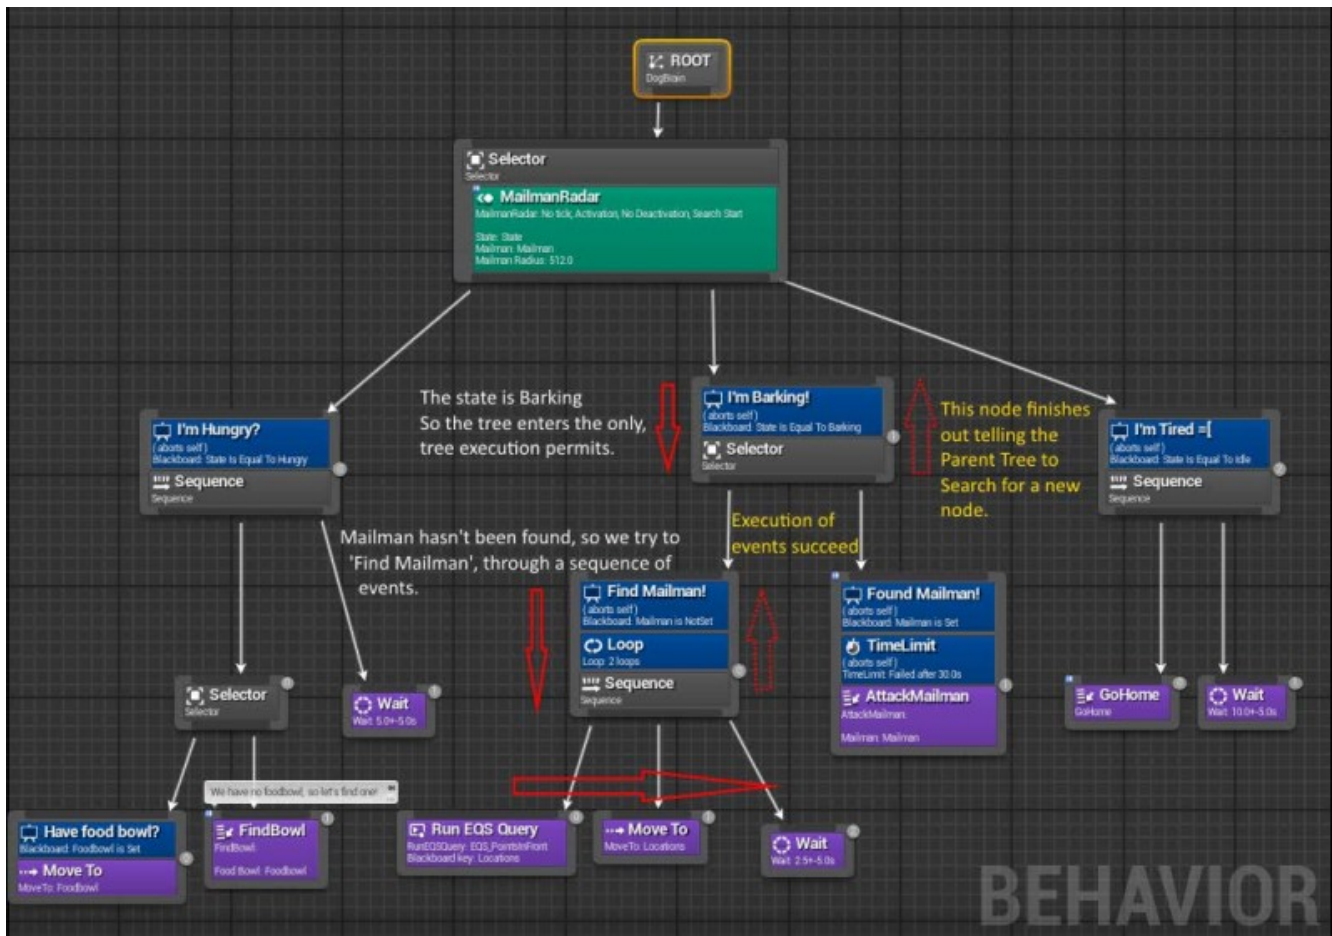 ROOT
DogBrain
Selector
Selector
MailmanRadar
MailmanRadar: No tick, Activation, No Deactivation, Search Start
State: State
Mailman: Mailman
Mailman Radius: 512.0
The state is Barking
So the tree enters the only,
tree execution permits.
I'm Barking!
( aborts self )
Blackboard: State Is Equal To Barking
Selector
Selector
This node finishes
out telling the
Parent Tree to
Search for a new
node.
I'm Hungry?
( aborts self )
Blackboard: State Is Equal To Hungry
Sequence
Sequence
I'm Tired =[
( aborts self )
Blackboard: State Is Equal To Idle
Sequence
Sequence
Mailman hasn't been found, so we try to
'Find Mailman', through a sequence of
events.
Execution of
events succeed
Find Mailman!
( aborts self )
Blackboard: Mailman is NotSet
Loop
Loop: 2 loops
Sequence
Sequence
Found Mailman!
( aborts self )
Blackboard: Mailman is Set
TimeLimit
( aborts self )
TimeLimit: Failed after 30.0s
AttackMailman
AttackMailman:
Mailman: Mailman
Selector
Selector
Wait
Wait: 5.0+-5.0s
GoHome
GoHome
Wait
Wait: 10.0+-5.0s
We have no foodbowl, so let's find one!
Have food bowl?
Blackboard: Foodbowl is Set
Move To
MoveTo: Foodbowl
FindBowl
FindBowl:
Food Bowl: Foodbowl
Run EQS Query
RunEQSQuery: EQS_PointsInFront
Blackboard key: Locations
Move To
MoveTo: Locations
Wait
Wait: 2.5+-5.0s
BEHAVIOR